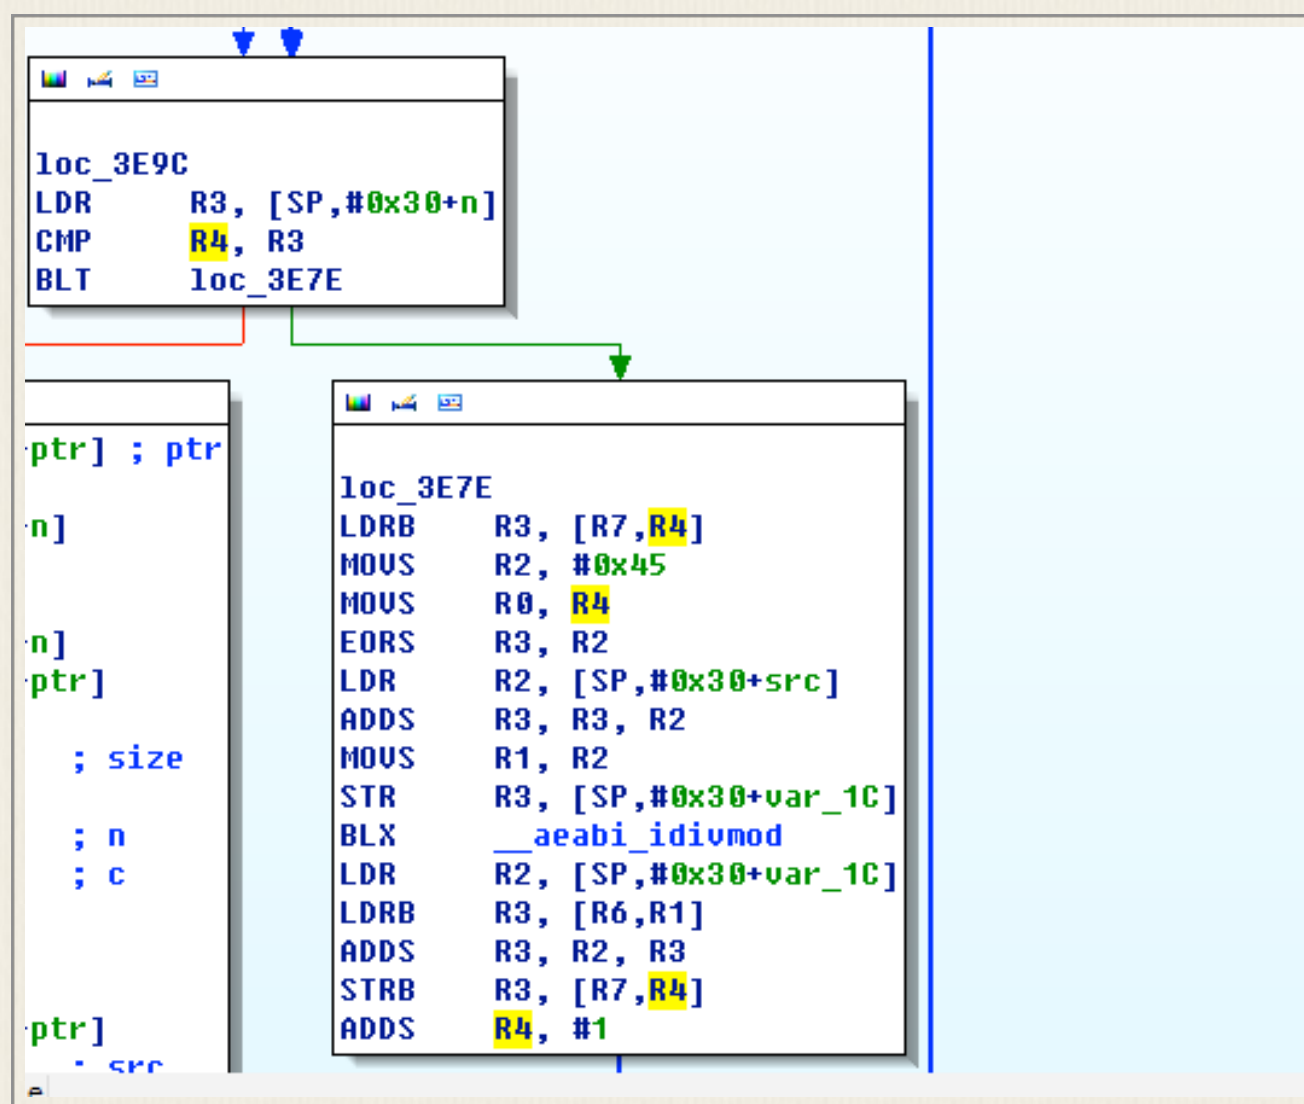 loc_3E9C
LDR R3, [SP,#0x30+n]
CMP R4, R3
BLT loc_3E7E
ptr] ; ptr
n]
n]
ptr]
; size
; n
; c
ptr]
; src
loc_3E7E
LDRB R3, [R7,R4]
MOVS R2, #0x45
MOVS R0, R4
EORS R3, R2
LDR R2, [SP,#0x30+src]
ADDS R3, R3, R2
MOVS R1, R2
STR R3, [SP,#0x30+var_1C]
BLX __aeabi_idivmod
LDR R2, [SP,#0x30+var_1C]
LDRB R3, [R6,R1]
ADDS R3, R2, R3
STRB R3, [R7,R4]
ADDS R4, #1
e